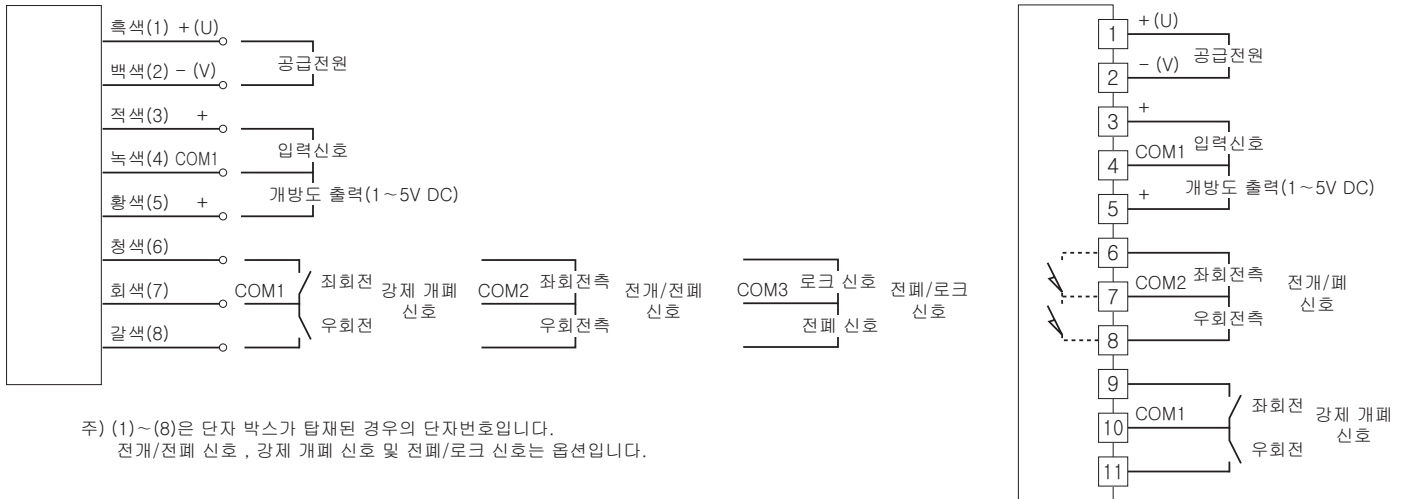 흑색(1) +(U)
공급전원
백색(2) - (V)
적색(3) +
입력신호
녹색(4) COM1
개방도 출력(1~5V DC)
황색(5) +
청색(6)
회색(7)
갈색(8)
COM1
좌회전
우회전
강제 개폐
신호
COM2
좌회전측
우회전측
전개/전폐
신호
COM3
로크 신호
전폐 신호
전폐/로크
신호
주) (1)~(8)은 단자 박스가 탑재된 경우의 단자번호입니다.
전개/전폐 신호 , 강제 개폐 신호 및 전폐/로크 신호는 옵션입니다.
1 +(U)
공급전원
2 - (V)
3 +
입력신호
4 COM1
개방도 출력(1~5V DC)
5 +
6
좌회전측
7 COM2
우회전측
8
전개/폐
신호
9
좌회전
10 COM1
우회전
11
강제 개폐
신호